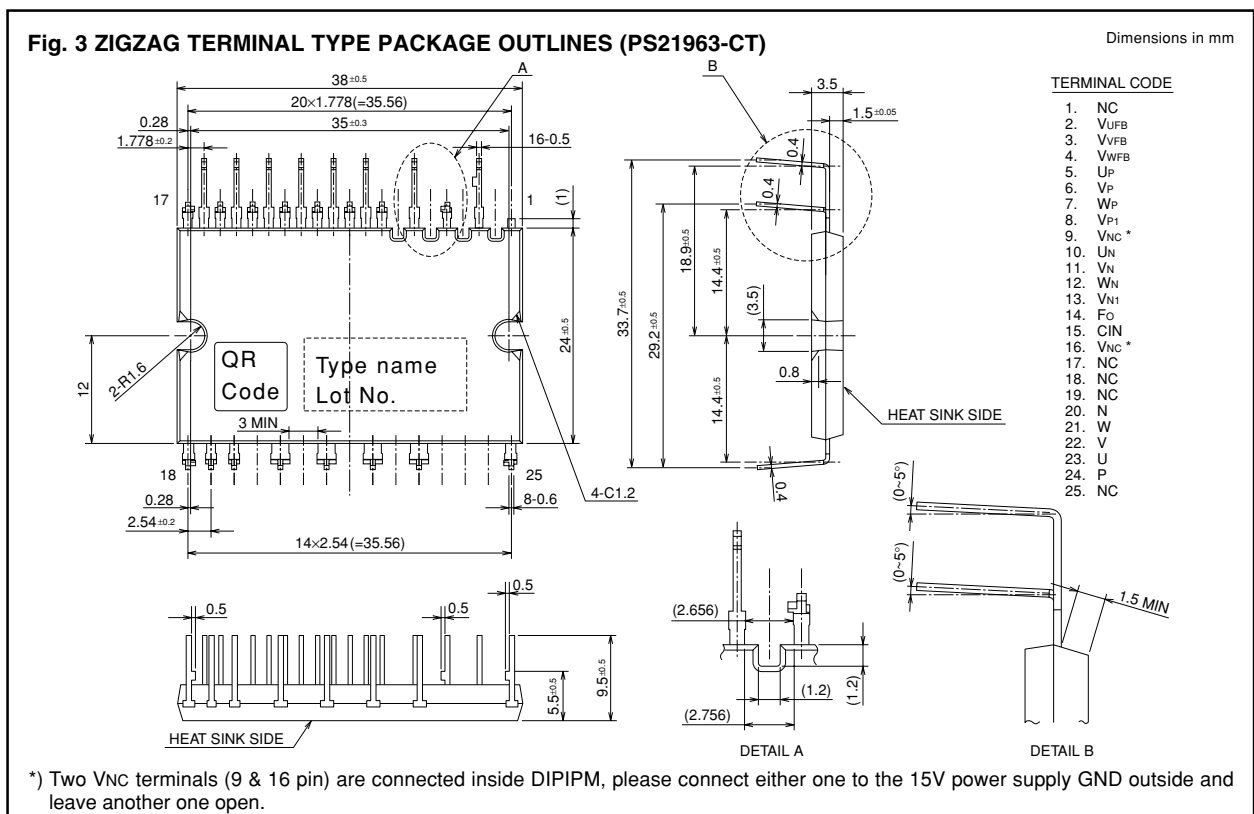 Fig. 3 ZIGZAG TERMINAL TYPE PACKAGE OUTLINES (PS21963-CT)
Dimensions in mm
A
38±0.5
20×1.778(=35.56)
35±0.3
0.28
1.778±0.2
16-0.5
17
1
(1)
24±0.5
12
2-R1.6
QR
Code
Type name
Lot No.
3 MIN
18
25
0.28
2.54±0.2
8-0.6
4-C1.2
14×2.54(=35.56)
B
3.5
1.5±0.05
0.4
0.4
33.7±0.5
29.2±0.5
18.9±0.5
14.4±0.5
(3.5)
0.8
14.4±0.5
0.4
HEAT SINK SIDE
TERMINAL CODE
1. NC
2. VUFB
3. VVFB
4. VWFB
5. UP
6. VP
7. WP
8. VP1
9. VNC *
10. UN
11. VN
12. WN
13. VN1
14. FO
15. CIN
16. VNC *
17. NC
18. NC
19. NC
20. N
21. W
22. V
23. U
24. P
25. NC
0.5
0.5
0.5
5.5±0.5
9.5±0.5
HEAT SINK SIDE
(2.656)
(1.2)
(1.2)
(2.756)
DETAIL A
(0~5°)
(0~5°)
1.5 MIN
DETAIL B
*) Two VNC terminals (9 & 16 pin) are connected inside DIPIPM, please connect either one to the 15V power supply GND outside and
leave another one open.